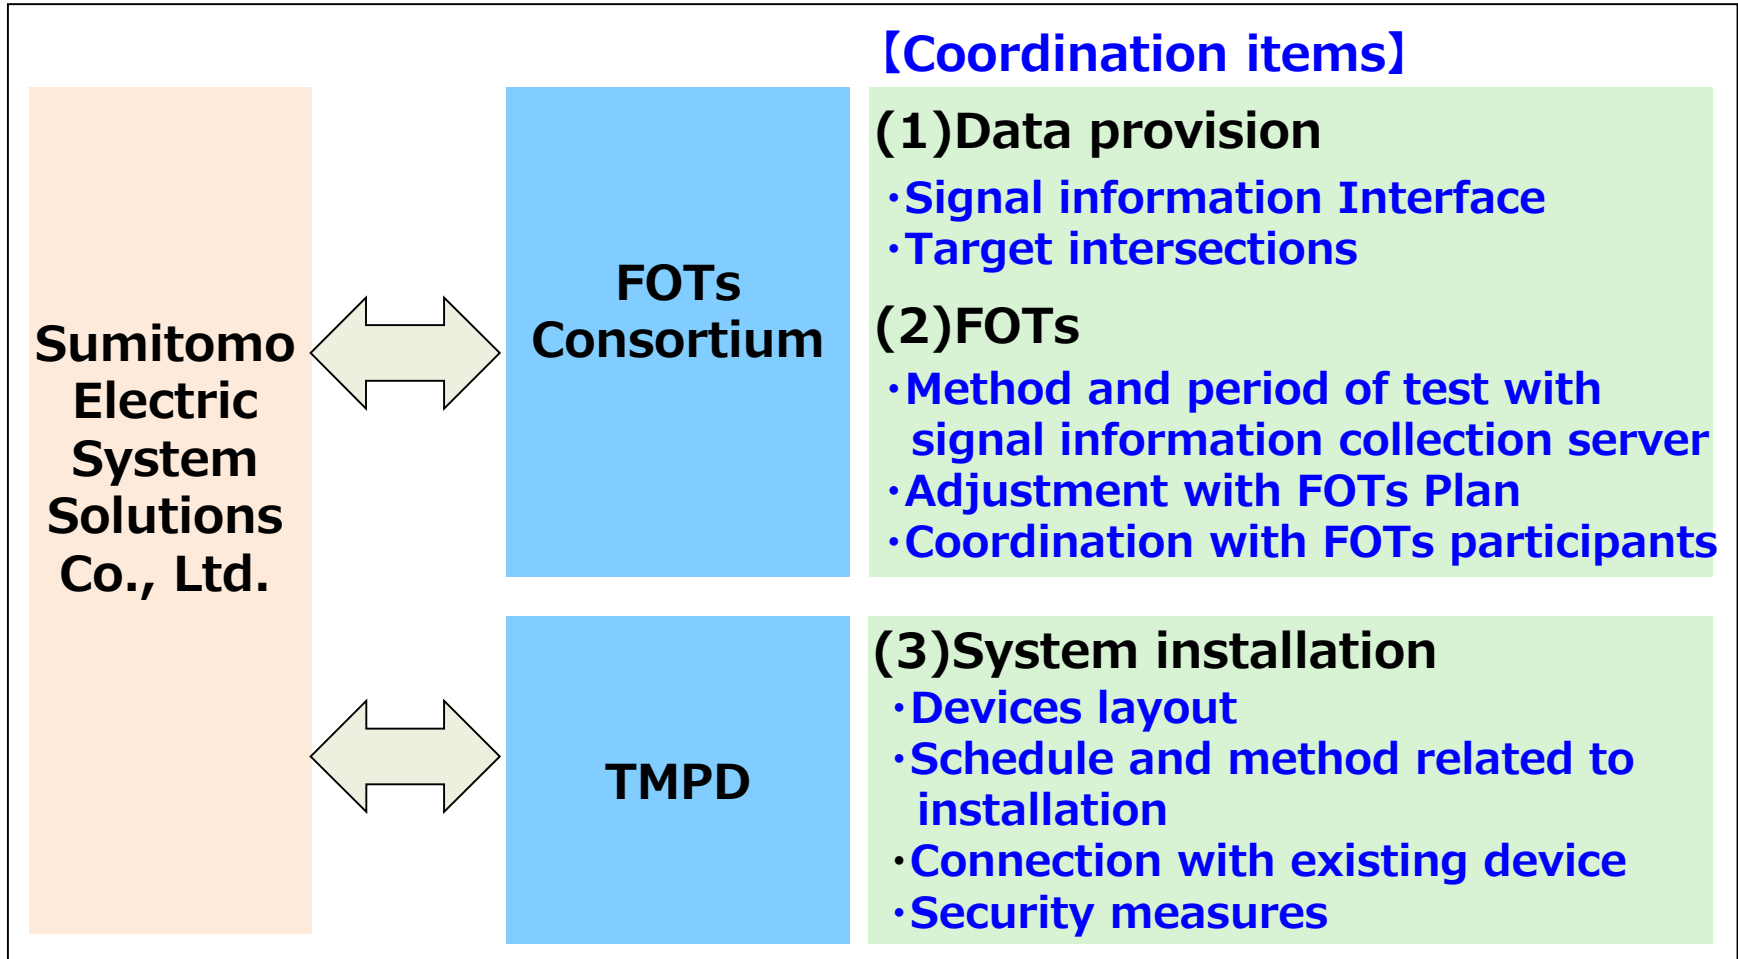 【Coordination items】
Sumitomo
Electric
System
Solutions
Co., Ltd.
FOTs
Consortium
(1)Data provision
・Signal information Interface
・Target intersections
(2)FOTs
・Method and period of test with
signal information collection server
・Adjustment with FOTs Plan
・Coordination with FOTs participants
TMPD
(3)System installation
・Devices layout
・Schedule and method related to
installation
・Connection with existing device
・Security measures